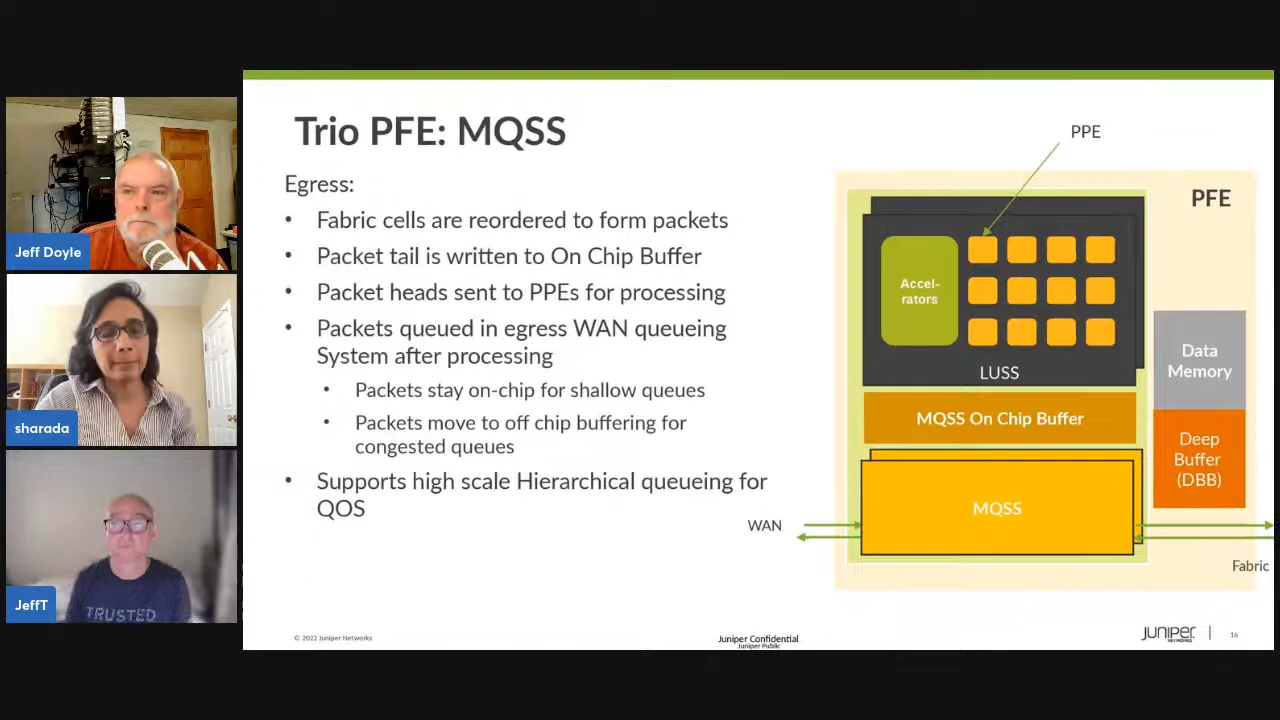 Jeff Doyle
sharada
JeffT
TRUSTED
Trio PFE: MQSS
Egress:
• Fabric cells are reordered to form packets
• Packet tail is written to On Chip Buffer
• Packet heads sent to PPEs for processing
• Packets queued in egress WAN queueing
System after processing
• Packets stay on-chip for shallow queues
• Packets move to off chip buffering for
congested queues
• Supports high scale Hierarchical queueing for
QOS
PPE
PFE
Accel-
rators
LUSS
MQSS On Chip Buffer
MQSS
Data
Memory
Deep
Buffer
(DBB)
WAN
Fabric
© 2022 Juniper Networks
Juniper Confidential
Juniper Public
JUNIPER
NETWORKS
16